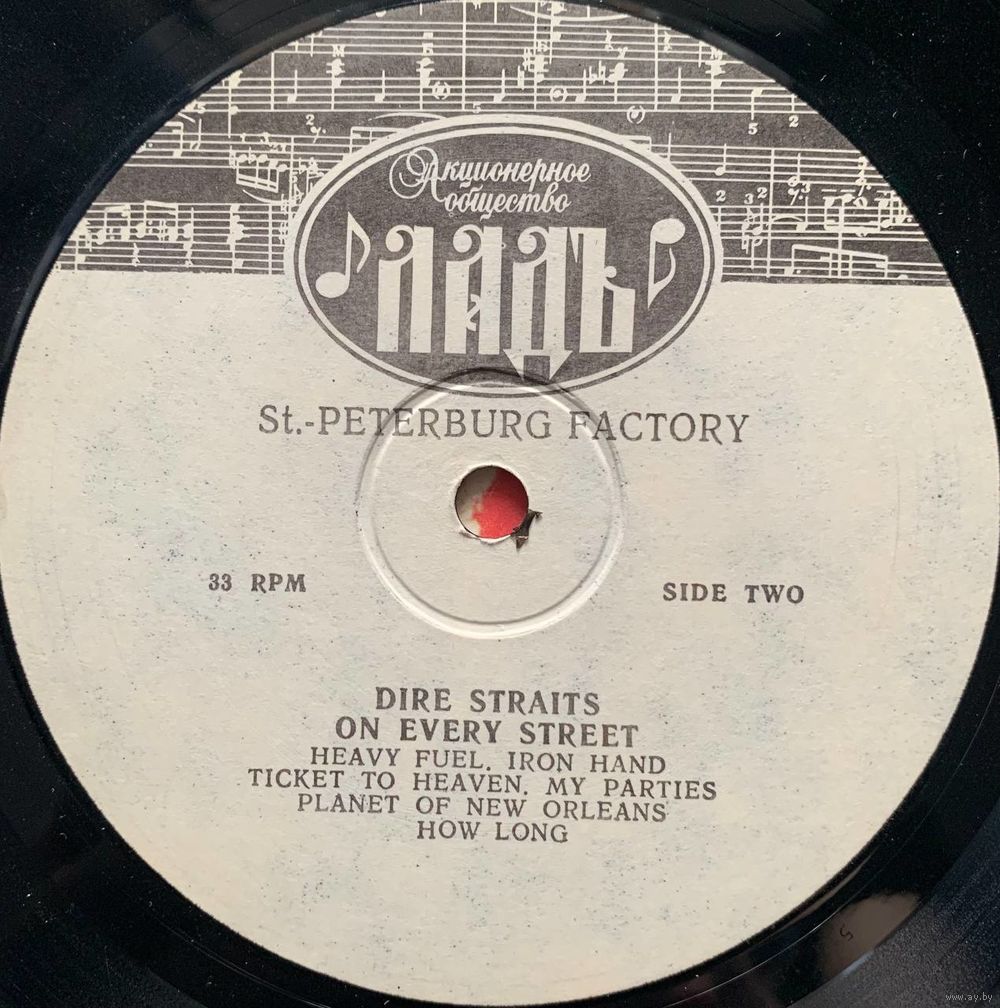 Акционерное
общество
ЛАДЪ
St.-PETERBURG FACTORY
33 RPM
SIDE TWO
DIRE STRAITS
ON EVERY STREET
HEAVY FUEL. IRON HAND
TICKET TO HEAVEN. MY PARTIES
PLANET OF NEW ORLEANS
HOW LONG
www.ay.by